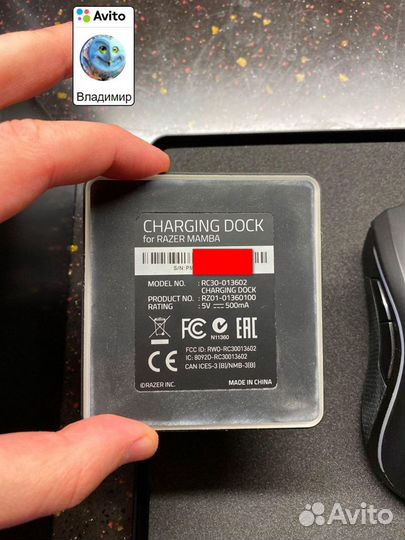 Avito
Владимир
CHARGING DOCK
for RAZER MAMBA
S/N: PM
MODEL NO. : RC30-013602
CHARGING DOCK
PRODUCT NO. : RZ01-01360100
RATING : 5V ⎓ 500mA
FC N11360 EAC
CE FCC ID: RWO-RC30013602
IC: 8092D-RC30013602
CAN ICES-3 (B)/NMB-3(B)
©RAZER INC. MADE IN CHINA
Avito